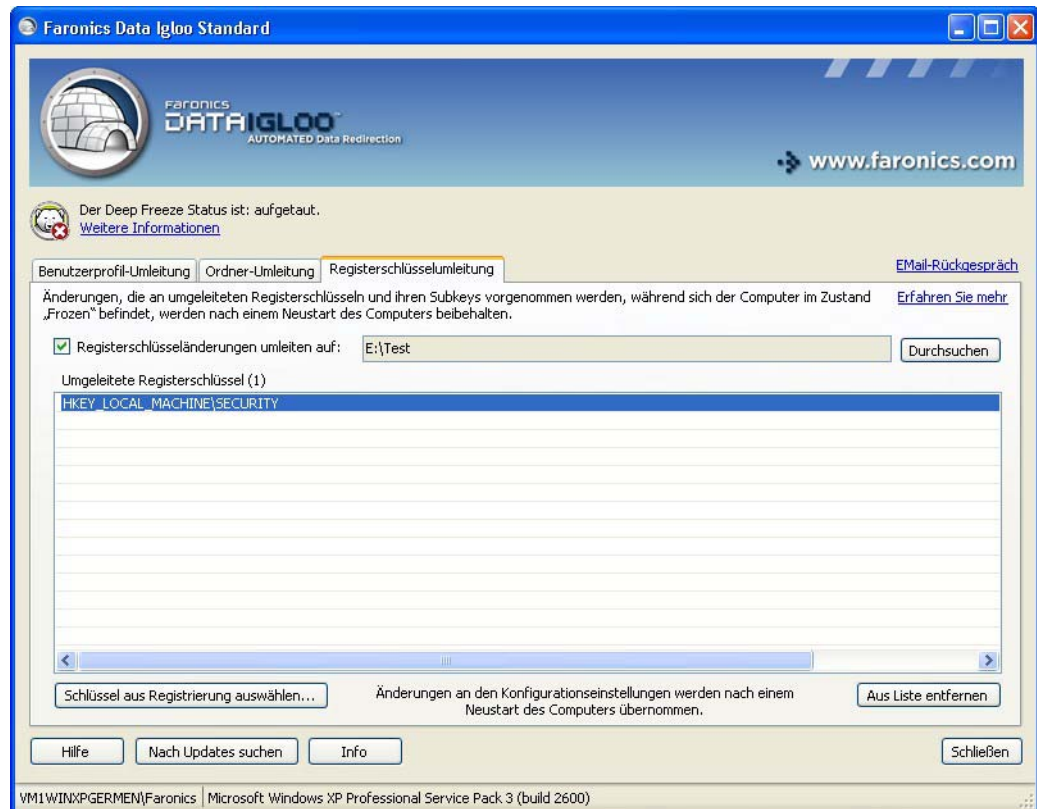 Faronics Data Igloo Standard
FARONICS
DATAIGLOO™
AUTOMATED Data Redirection
www.faronics.com
Der Deep Freeze Status ist: aufgetaut.
Weitere Informationen
Benutzerprofil-Umleitung
Ordner-Umleitung
Registerschlüsselumleitung
EMail-Rückgespräch
Änderungen, die an umgeleiteten Registerschlüsseln und ihren Subkeys vorgenommen werden, während sich der Computer im Zustand
„Frozen“ befindet, werden nach einem Neustart des Computers beibehalten.
Erfahren Sie mehr
Registerschlüsseländerungen umleiten auf:
E:\Test
Durchsuchen
Umgeleitete Registerschlüssel (1)
HKEY_LOCAL_MACHINE\SECURITY
Schlüssel aus Registrierung auswählen...
Änderungen an den Konfigurationseinstellungen werden nach einem
Neustart des Computers übernommen.
Aus Liste entfernen
Hilfe
Nach Updates suchen
Info
Schließen
VM1WINXPGERMEN\Faronics
Microsoft Windows XP Professional Service Pack 3 (build 2600)